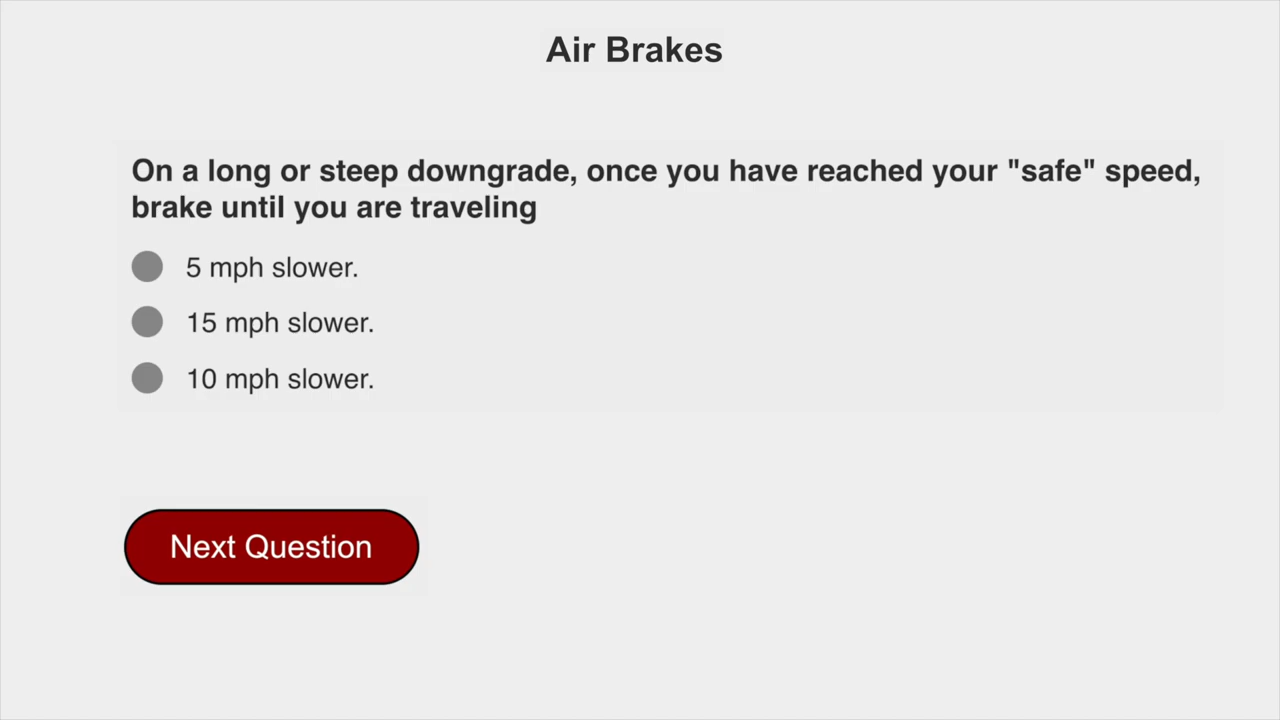 Air Brakes
On a long or steep downgrade, once you have reached your "safe" speed,
brake until you are traveling
5 mph slower.
15 mph slower.
10 mph slower.
Next Question